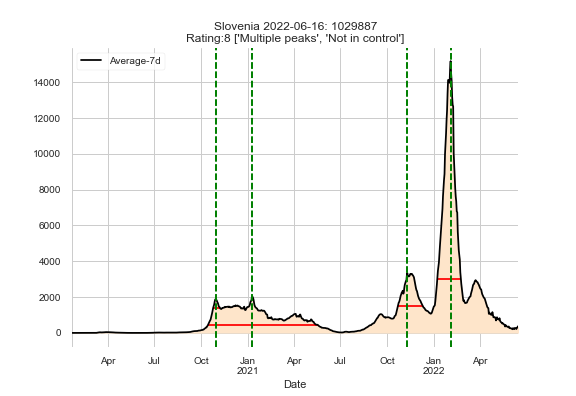 Slovenia 2022-06-16: 1029887
Rating:8 ['Multiple peaks', 'Not in control']
Average-7d
14000
12000
10000
8000
6000
4000
2000
0
Apr Jul Oct Jan Apr Jul Oct Jan Apr
2021 2022
Date